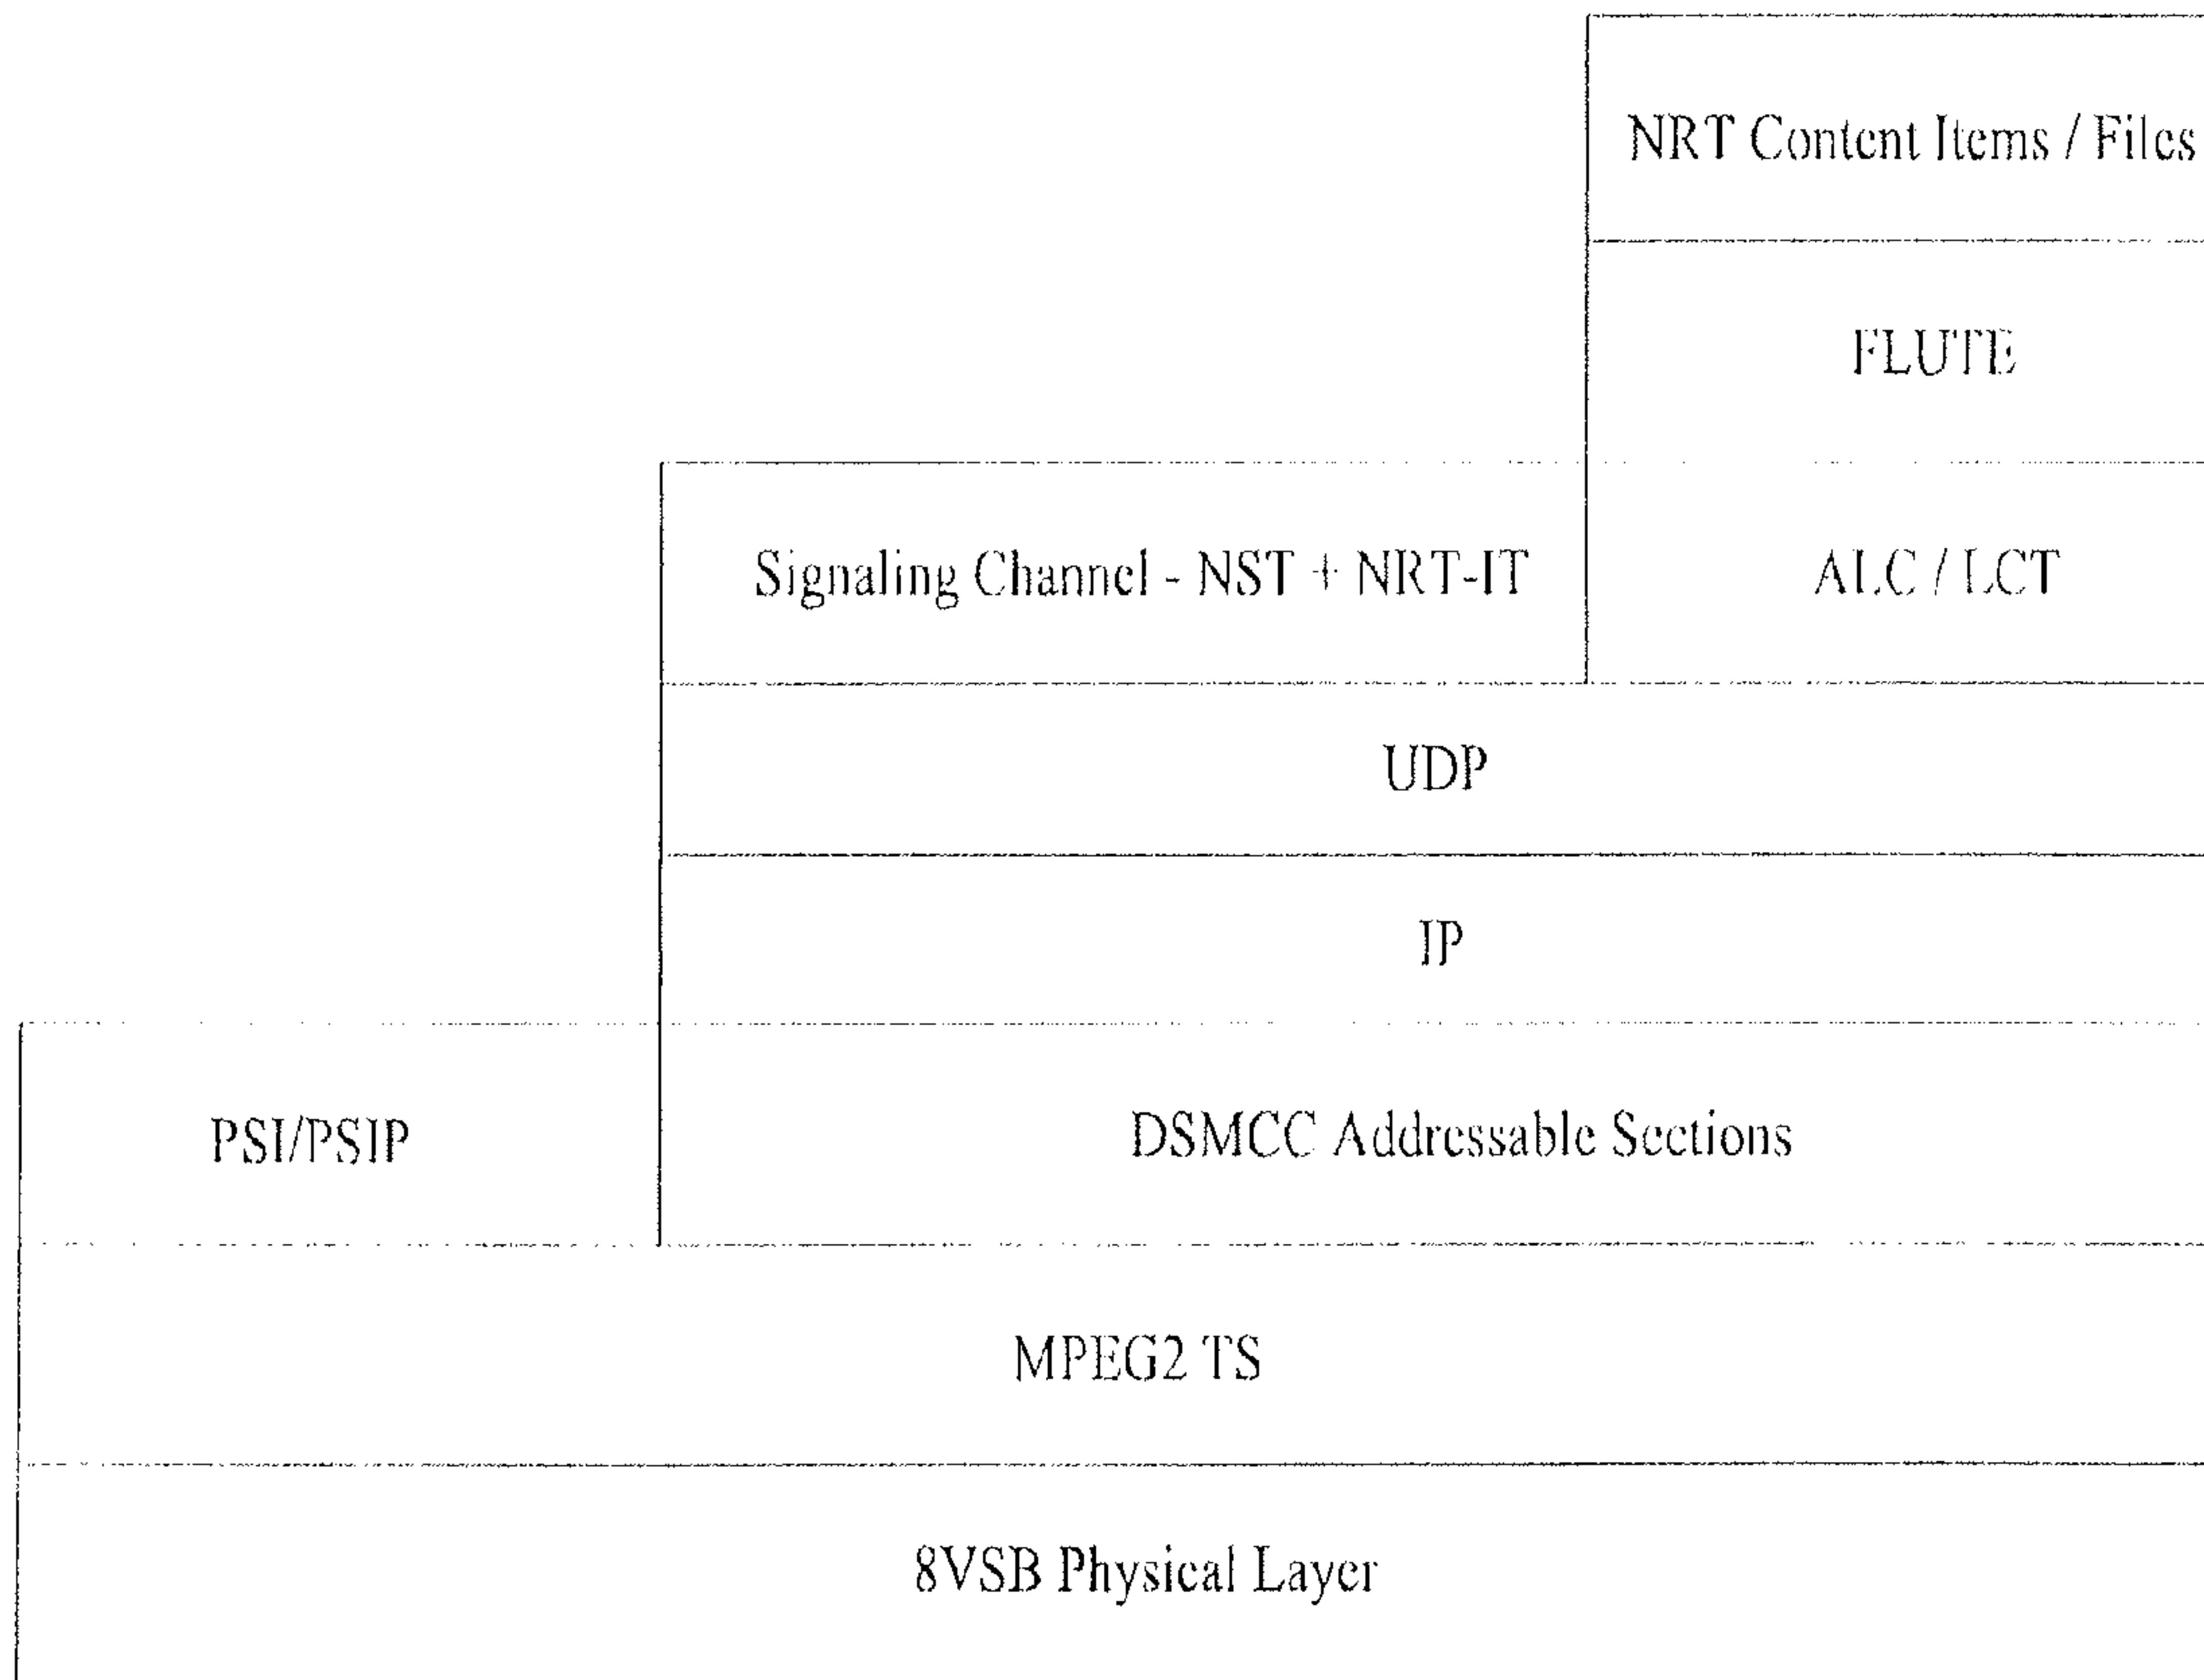 NRT Content Items / Files
FLUTE
Signaling Channel - NST + NRT-IT
ALC / LCT
UDP
IP
PSI/PSIP
DSMCC Addressable Sections
MPEG2 TS
8VSB Physical Layer